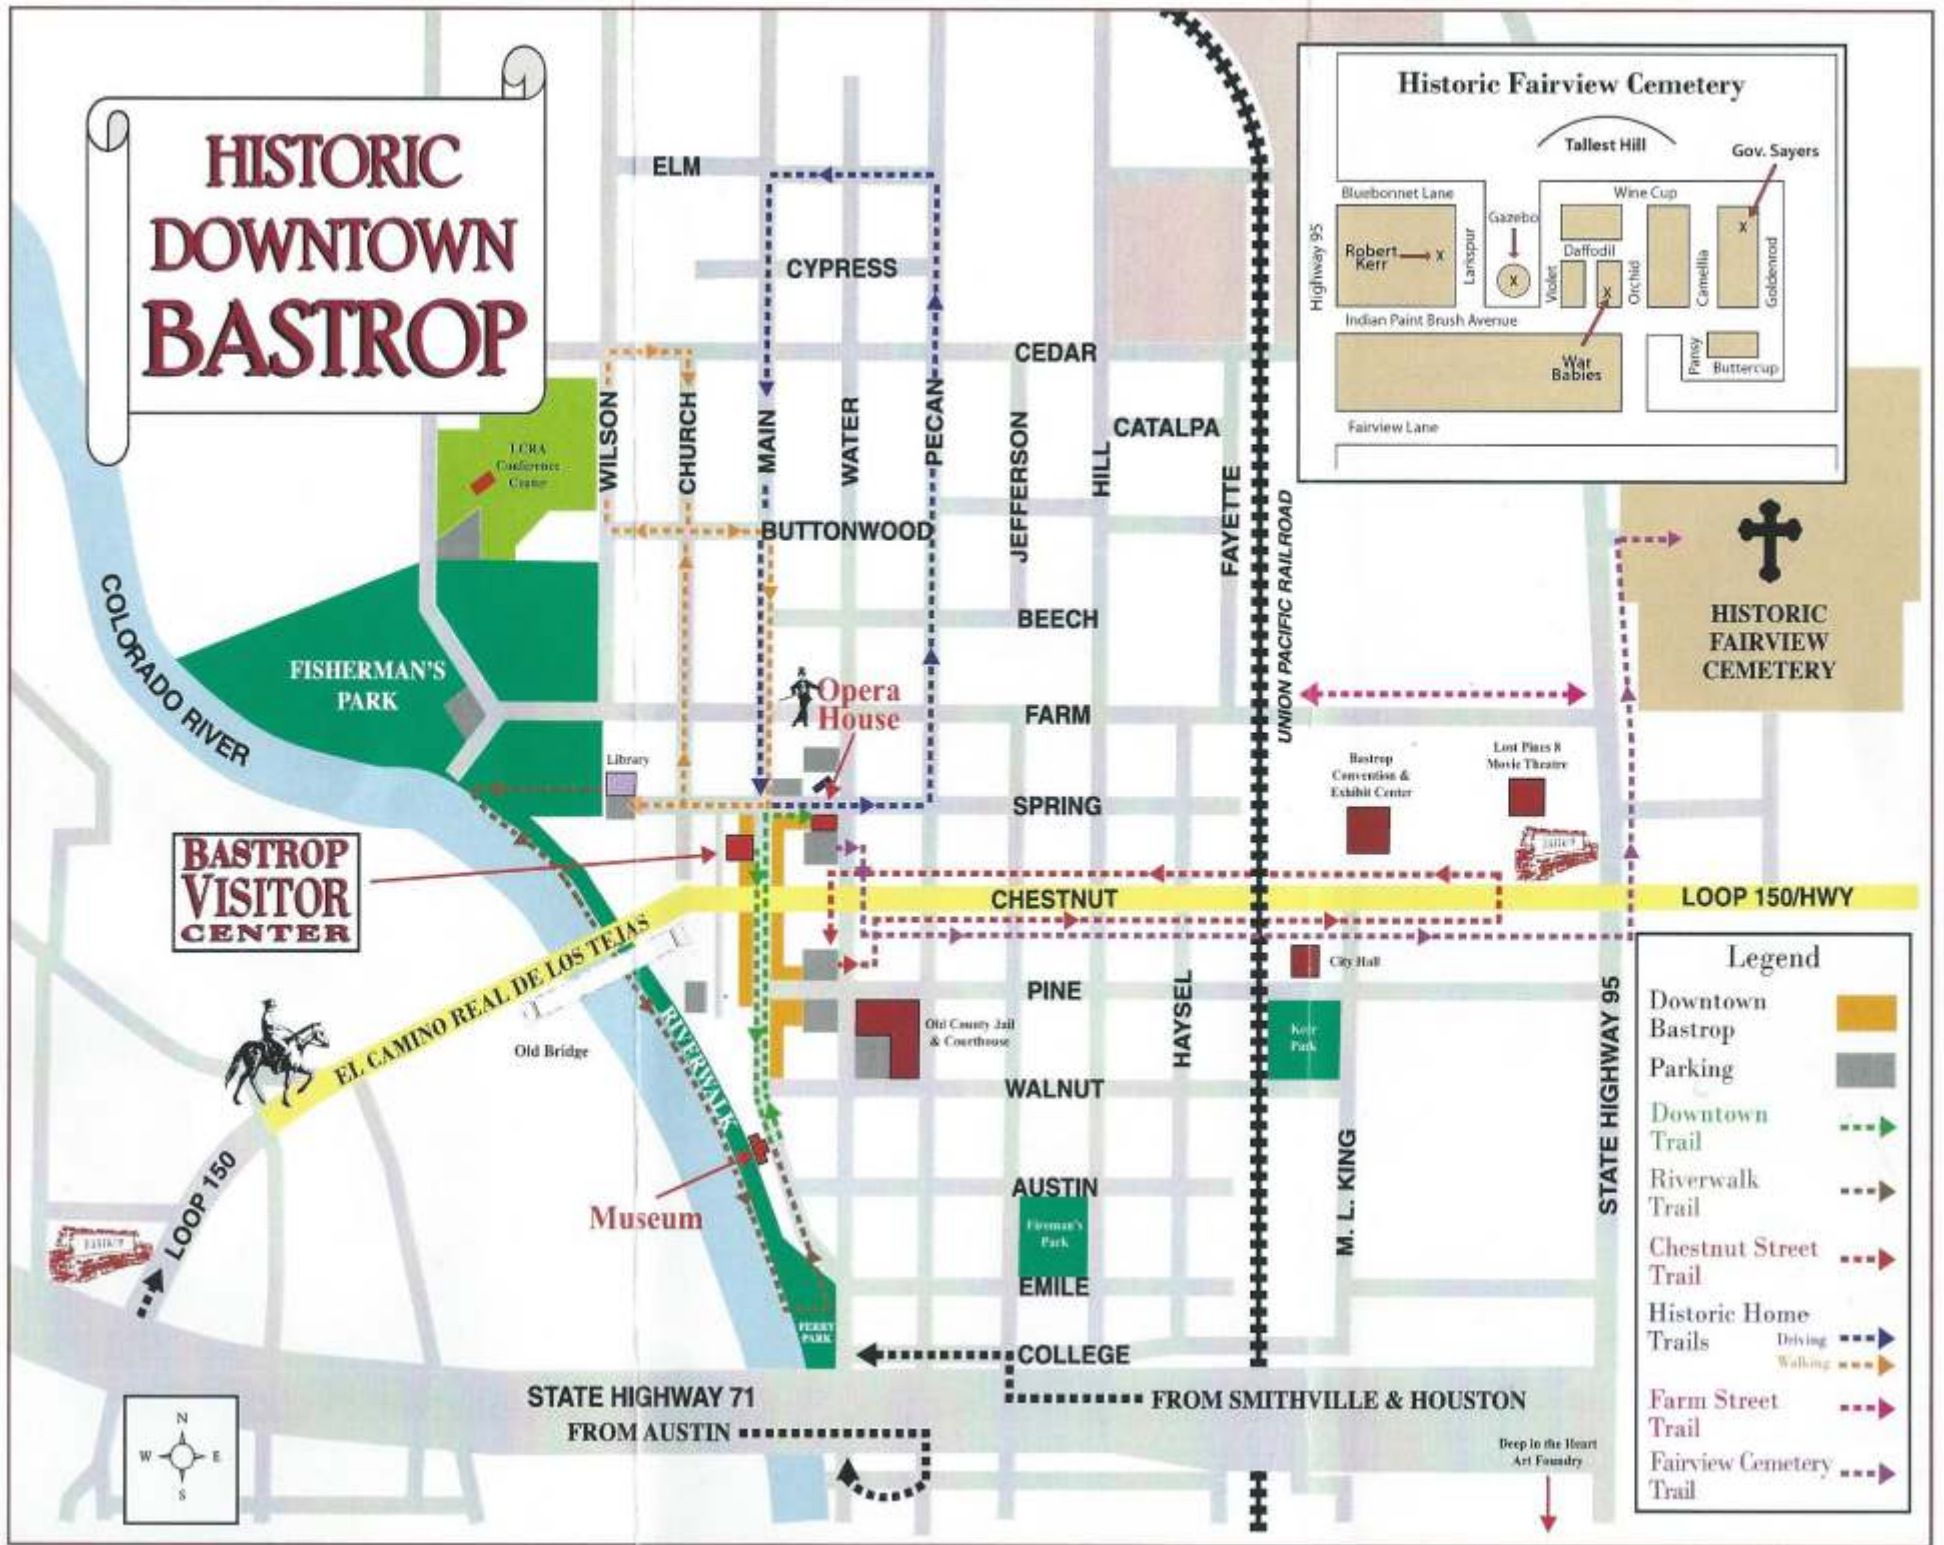 HISTORIC
DOWNTOWN
BASTROP
Historic Fairview Cemetery
Tallest Hill
Gov. Sayers
Bluebonnet Lane
Wine Cup
Gazebo
Highway 95
Robert
Kerr
X
Larkspur
X
Daffodil
Violet
X
Orchid
Camellia
X
Goldenrod
Indian Paint Brush Avenue
War
Babies
Pansy
Buttercup
Fairview Lane
ELM
CYPRESS
CEDAR
CATALPA
WILSON
CHURCH
MAIN
WATER
PECAN
JEFFERSON
HILL
FAYETTE
UNION PACIFIC RAILROAD
LCRA
Conference
Center
BUTTONWOOD
BEECH
COLORADO RIVER
FISHERMAN'S
PARK
Opera
House
FARM
HISTORIC
FAIRVIEW
CEMETERY
Library
Bastrop
Convention &
Exhibit Center
Lost Pines 8
Movie Theatre
SPRING
BASTROP
VISITOR
CENTER
CHESTNUT
LOOP 150/HWY
EL CAMINO REAL DE LOS TEJAS
Old Bridge
RIVERWALK
City Hall
PINE
HAYSEL
Old County Jail
& Courthouse
Kerr
Park
WALNUT
LOOP 150
Museum
AUSTIN
Fireman's
Park
M. L. KING
STATE HIGHWAY 95
EMILE
FERRY
PARK
COLLEGE
STATE HIGHWAY 71
FROM SMITHVILLE & HOUSTON
FROM AUSTIN
Deep in the Heart
Art Foundry
N
W
E
S
Legend
Downtown
Bastrop
Parking
Downtown
Trail
Riverwalk
Trail
Chestnut Street
Trail
Historic Home
Trails
Driving
Walking
Farm Street
Trail
Fairview Cemetery
Trail